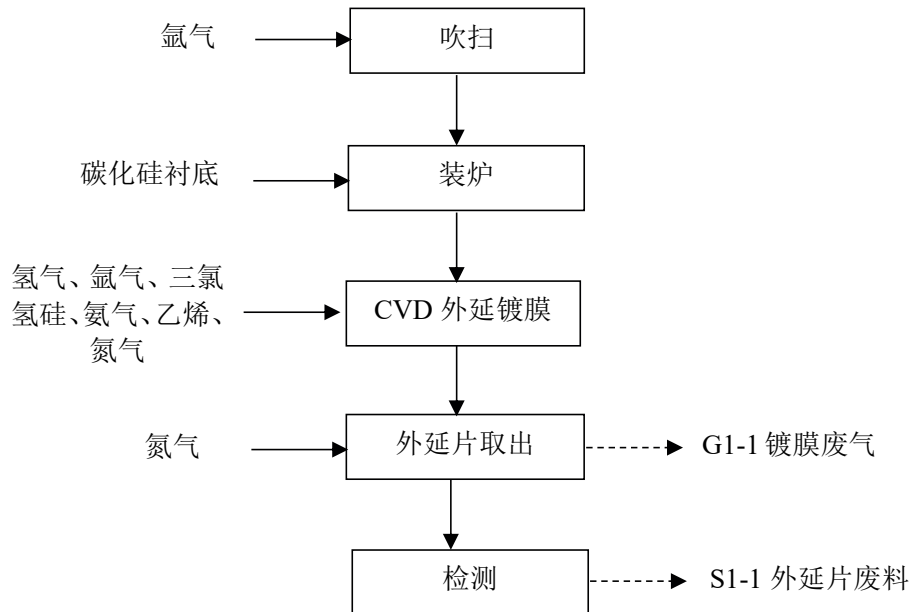 氩气
吹扫
碳化硅衬底
装炉
氢气、氩气、三氯
氢硅、氨气、乙烯、
氮气
CVD 外延镀膜
氮气
外延片取出
G1-1 镀膜废气
检测
S1-1 外延片废料